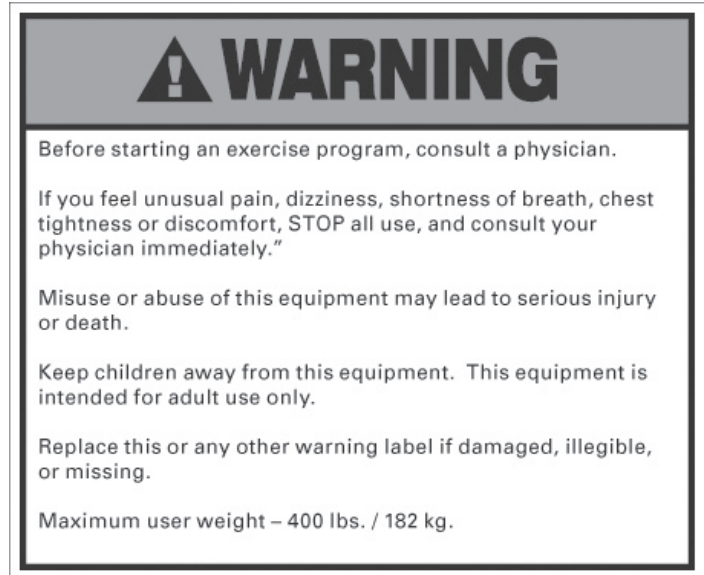 WARNING
Before starting an exercise program, consult a physician.
If you feel unusual pain, dizziness, shortness of breath, chest
tightness or discomfort, STOP all use, and consult your
physician immediately.”
Misuse or abuse of this equipment may lead to serious injury
or death.
Keep children away from this equipment.  This equipment is
intended for adult use only.
Replace this or any other warning label if damaged, illegible,
or missing.
Maximum user weight – 400 lbs. / 182 kg.